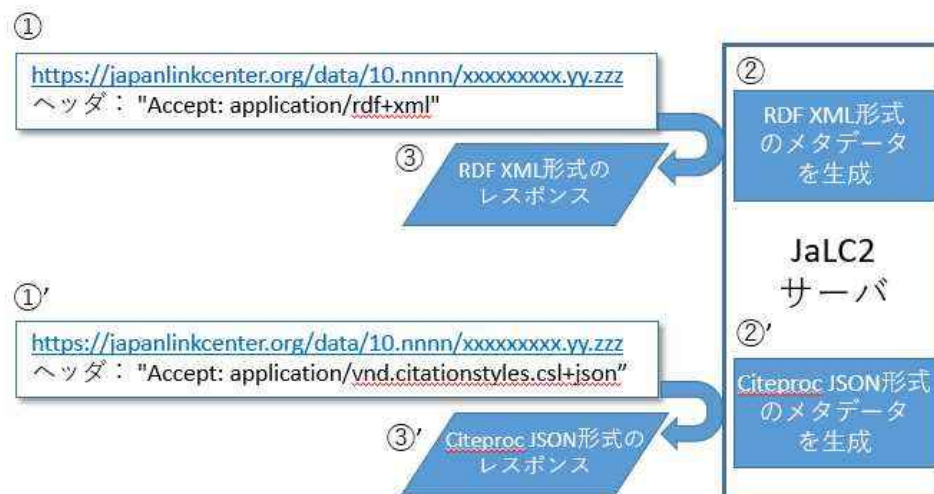 ①
https://japanlinkcenter.org/data/10.nnnn/xxxxxxxxx.yy.zzz
ヘッダ： "Accept: application/rdf+xml"
②
RDF XML形式
のメタデータ
を生成
③
RDF XML形式の
レスポンス
JaLC2
サーバ
①’
https://japanlinkcenter.org/data/10.nnnn/xxxxxxxxx.yy.zzz
ヘッダ： "Accept: application/vnd.citationstyles.csl+json”
②’
Citeproc JSON形式
のメタデータ
を生成
③’
Citeproc JSON形式の
レスポンス